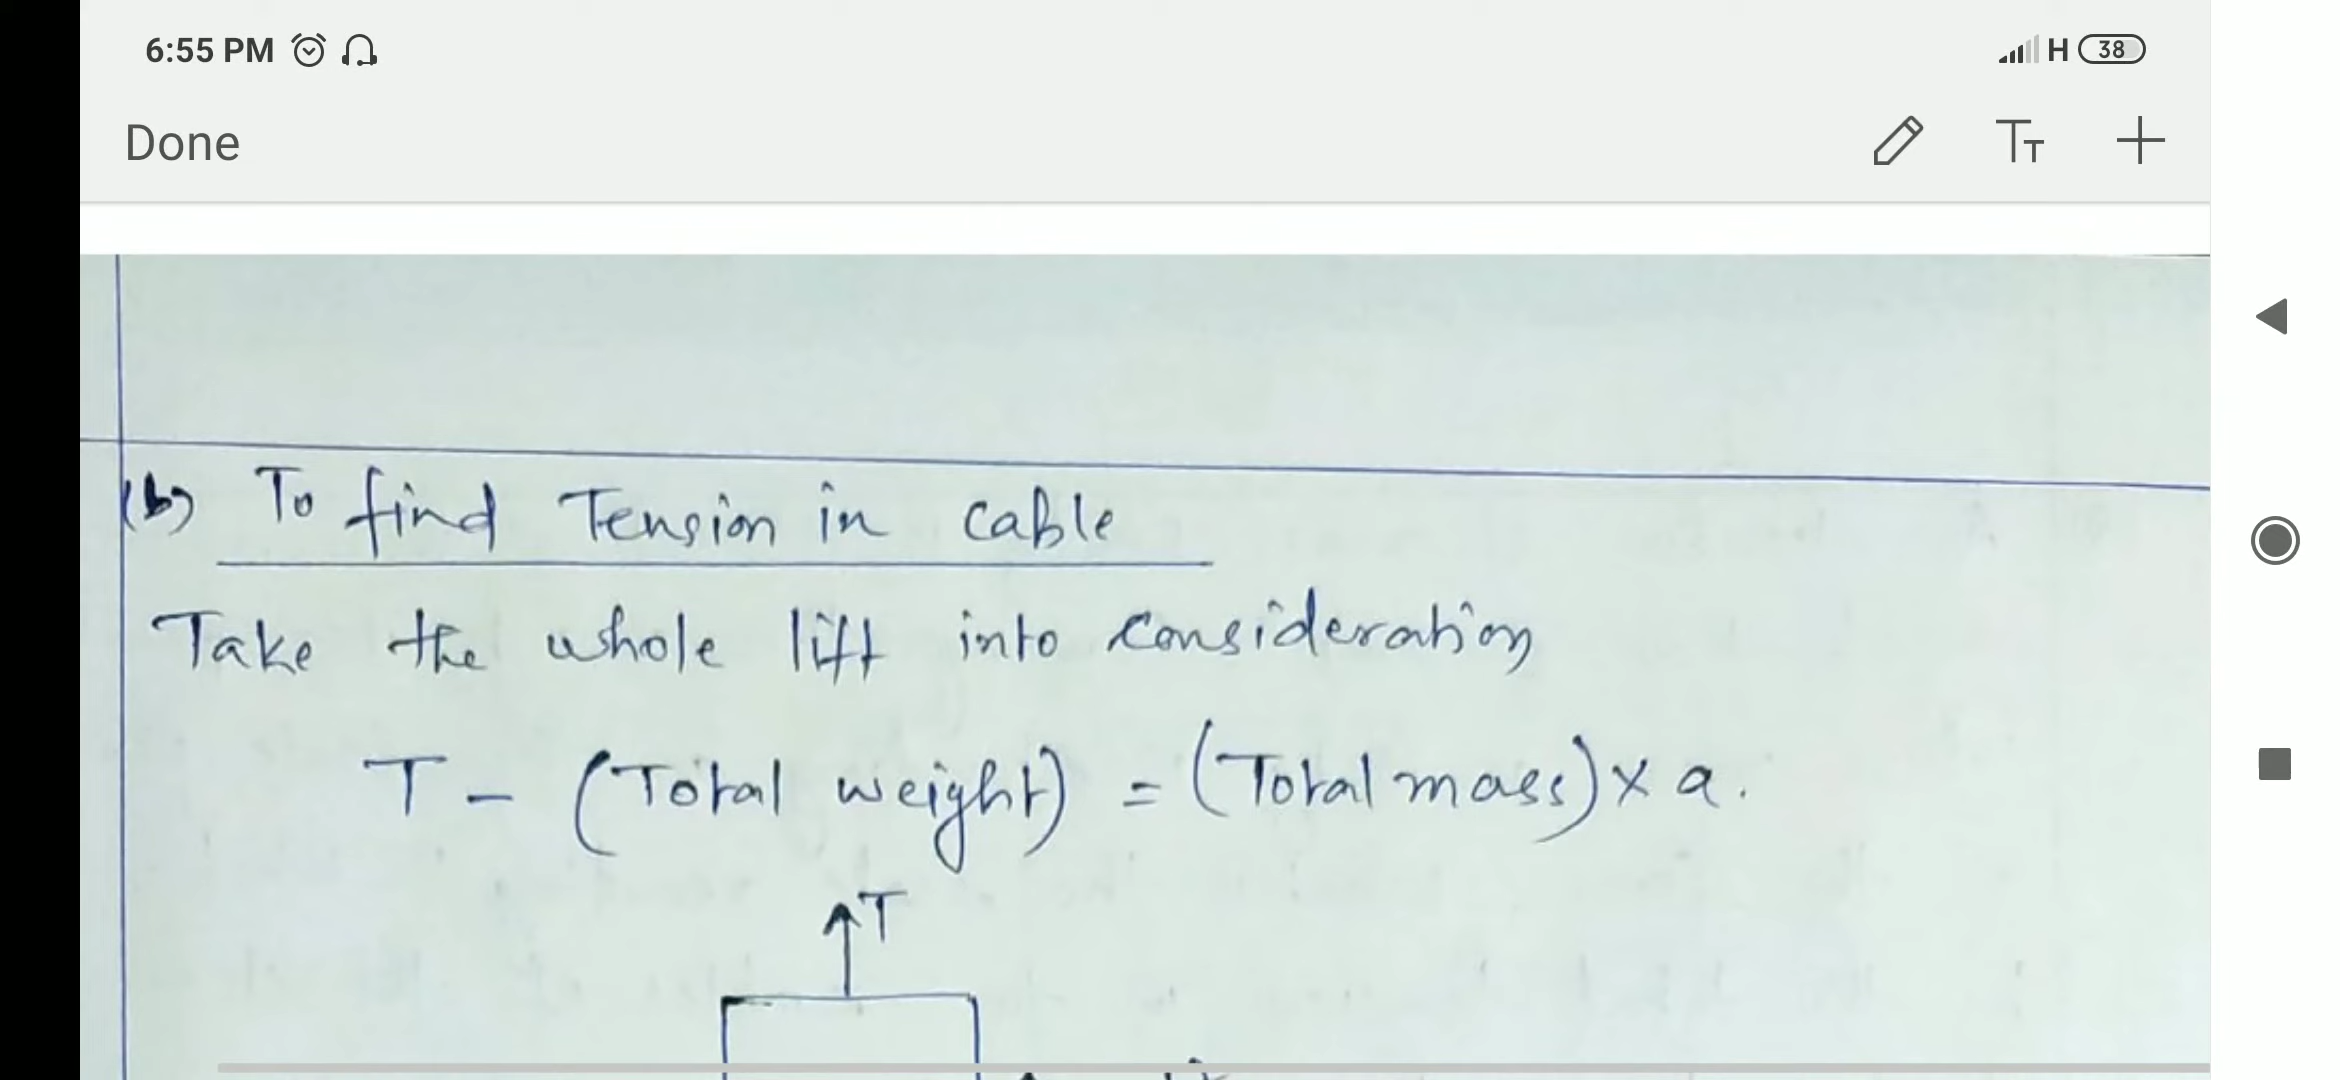 6:55 PM H 38
Done TT +
(b) To find Tension in cable
Take the whole lift into consideration
T - (Total weight) = (Total mass) x a.
T